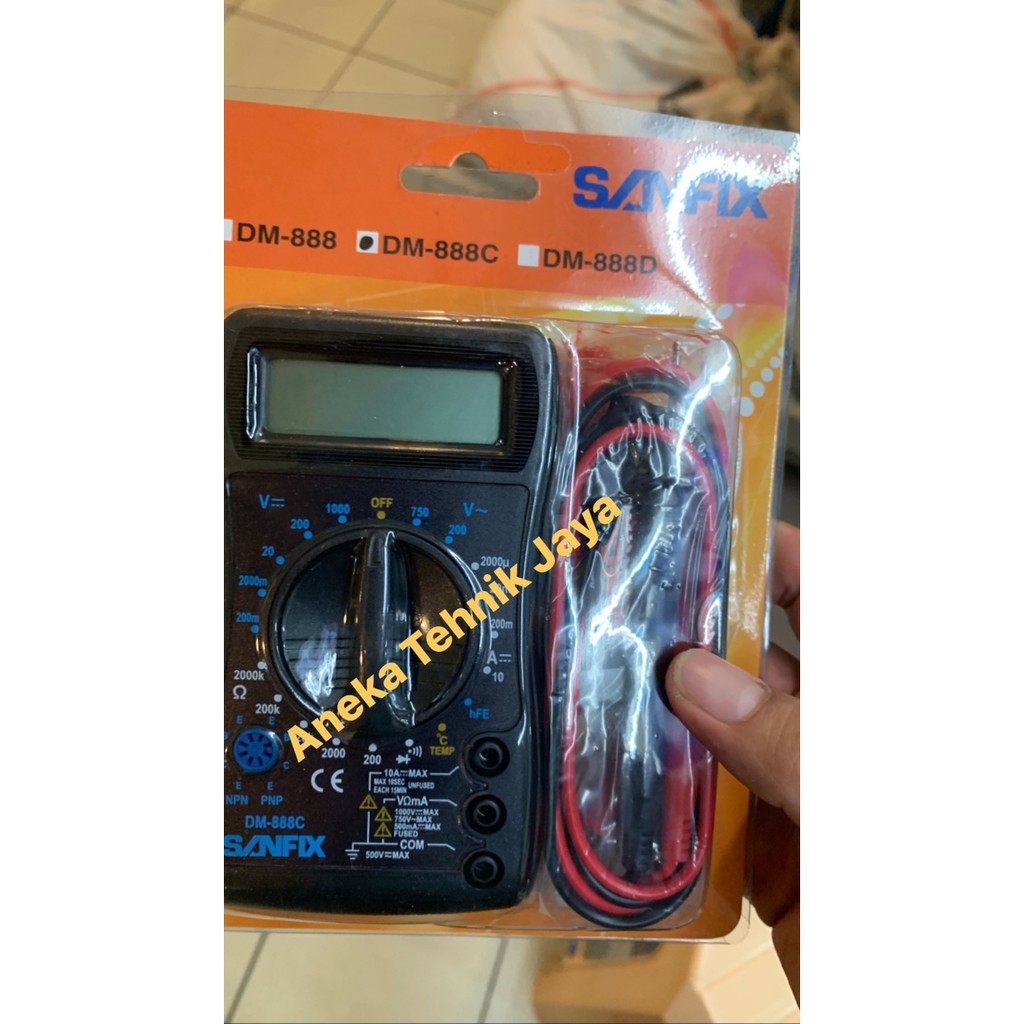 SANFIX
DM-888 DM-888C DM-888D
OFF
V⎓ 1000 750 V~
200 200
20 2000µ
2000m
200m 200m
A⎓
2000k 10
Ω
200k hFE
°C
2000 200 TEMP
E E
C
E E
NPN PNP
CE
10A⎓MAX
MAX 10SEC UNFUSED
EACH 15MIN
VΩmA
1000V⎓MAX
750V~MAX
500mA⎓MAX
FUSED
COM
500V≂MAX
DM-888C
SANFIX
Aneka Tehnik Jaya